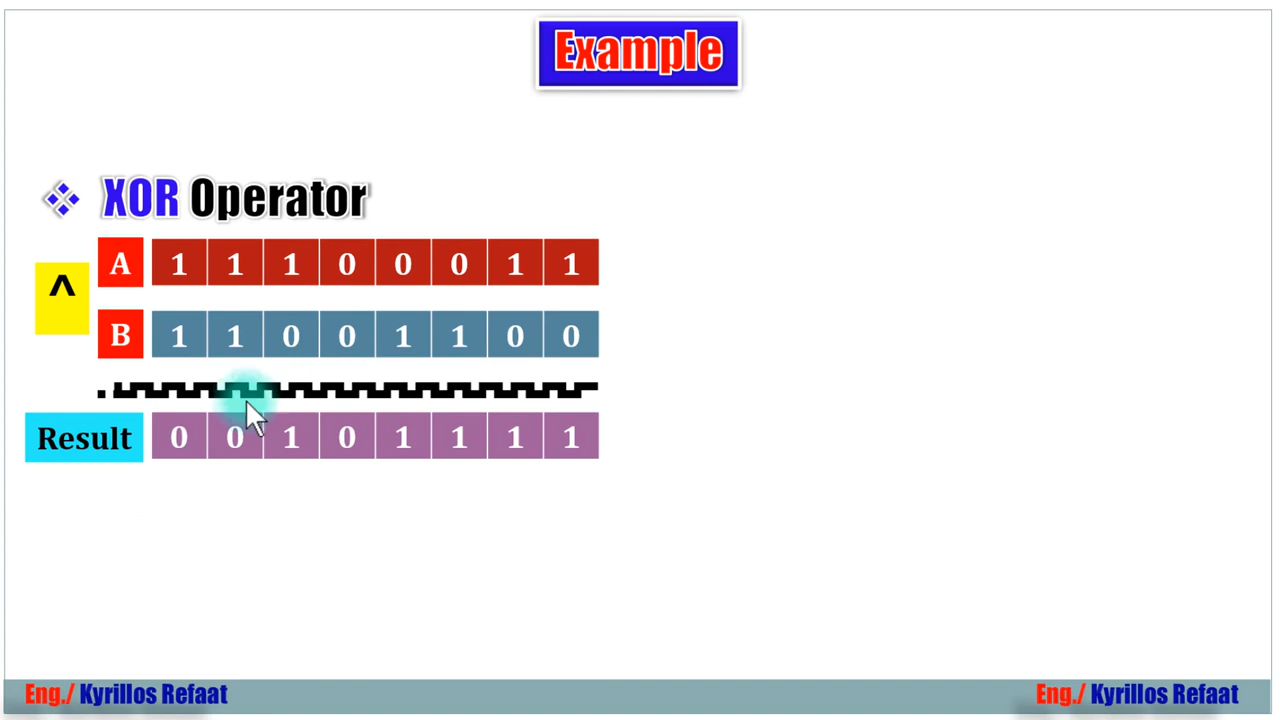 Example
XOR Operator
^
A 1 1 1 0 0 0 1 1
B 1 1 0 0 1 1 0 0
Result 0 0 1 0 1 1 1 1
Eng./ Kyrillos Refaat Eng./ Kyrillos Refaat